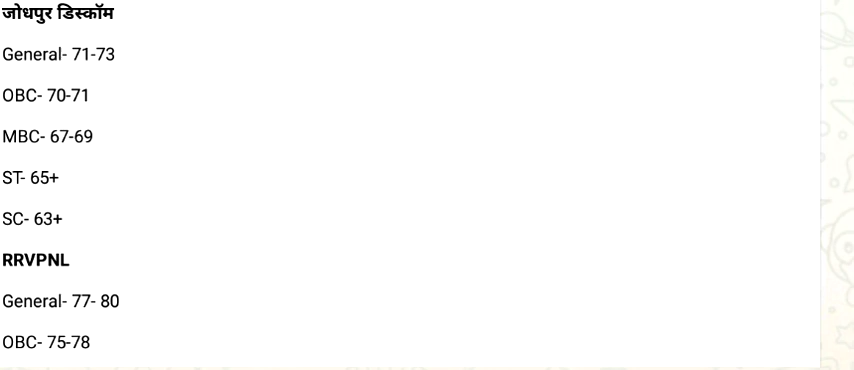 जोधपुर डिस्कॉम
General- 71-73
OBC- 70-71
MBC- 67-69
ST- 65+
SC- 63+
RRVPNL
General- 77- 80
OBC- 75-78